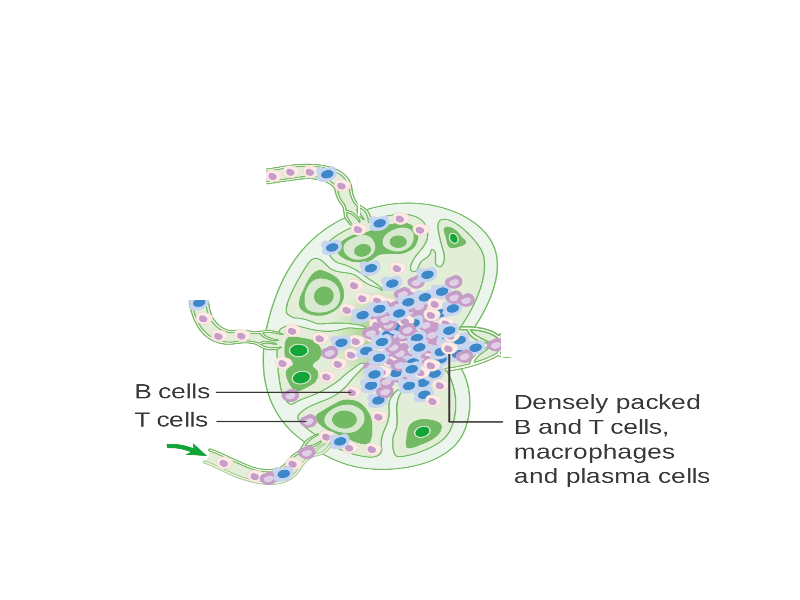 B cells
T cells
Densely packed
B and T cells,
macrophages
and plasma cells